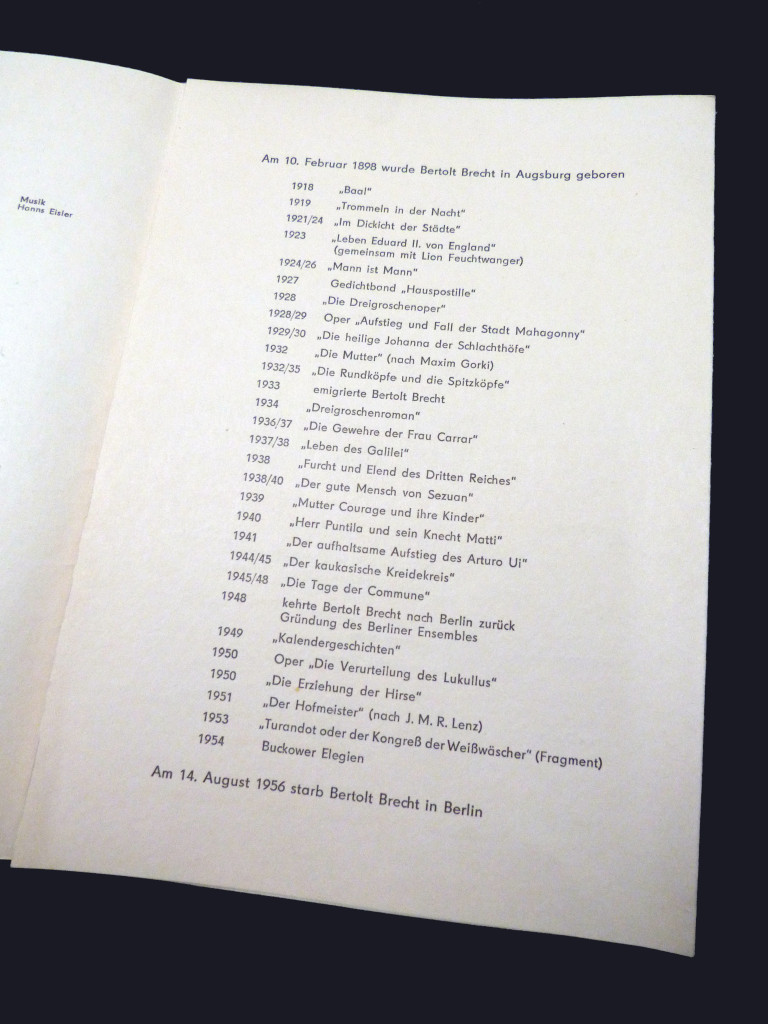 Musik
Hanns Eisler
Am 10. Februar 1898 wurde Bertolt Brecht in Augsburg geboren
1918 „Baal“
1919 „Trommeln in der Nacht“
1921/24 „Im Dickicht der Städte“
1923 „Leben Eduard II. von England“
(gemeinsam mit Lion Feuchtwanger)
1924/26 „Mann ist Mann“
1927 Gedichtband „Hauspostille“
1928 „Die Dreigroschenoper“
1928/29 Oper „Aufstieg und Fall der Stadt Mahagonny“
1929/30 „Die heilige Johanna der Schlachthöfe“
1932 „Die Mutter“ (nach Maxim Gorki)
1932/35 „Die Rundköpfe und die Spitzköpfe“
1933 emigrierte Bertolt Brecht
1934 „Dreigroschenroman“
1936/37 „Die Gewehre der Frau Carrar“
1937/38 „Leben des Galilei“
1938 „Furcht und Elend des Dritten Reiches“
1938/40 „Der gute Mensch von Sezuan“
1939 „Mutter Courage und ihre Kinder“
1940 „Herr Puntila und sein Knecht Matti“
1941 „Der aufhaltsame Aufstieg des Arturo Ui“
1944/45 „Der kaukasische Kreidekreis“
1945/48 „Die Tage der Commune“
1948 kehrte Bertolt Brecht nach Berlin zurück
Gründung des Berliner Ensembles
1949 „Kalendergeschichten“
1950 Oper „Die Verurteilung des Lukullus“
1950 „Die Erziehung der Hirse“
1951 „Der Hofmeister“ (nach J. M. R. Lenz)
1953 „Turandot oder der Kongreß der Weißwäscher“ (Fragment)
1954 Buckower Elegien
Am 14. August 1956 starb Bertolt Brecht in Berlin